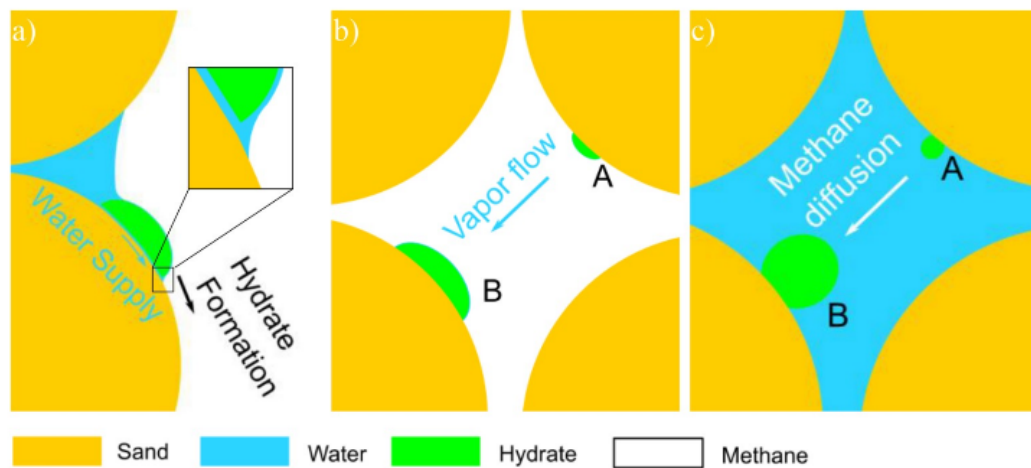 a)
Water Supply
Hydrate
Formation
b)
Vapor flow
A
B
c)
Methane
diffusion
A
B
Sand
Water
Hydrate
Methane